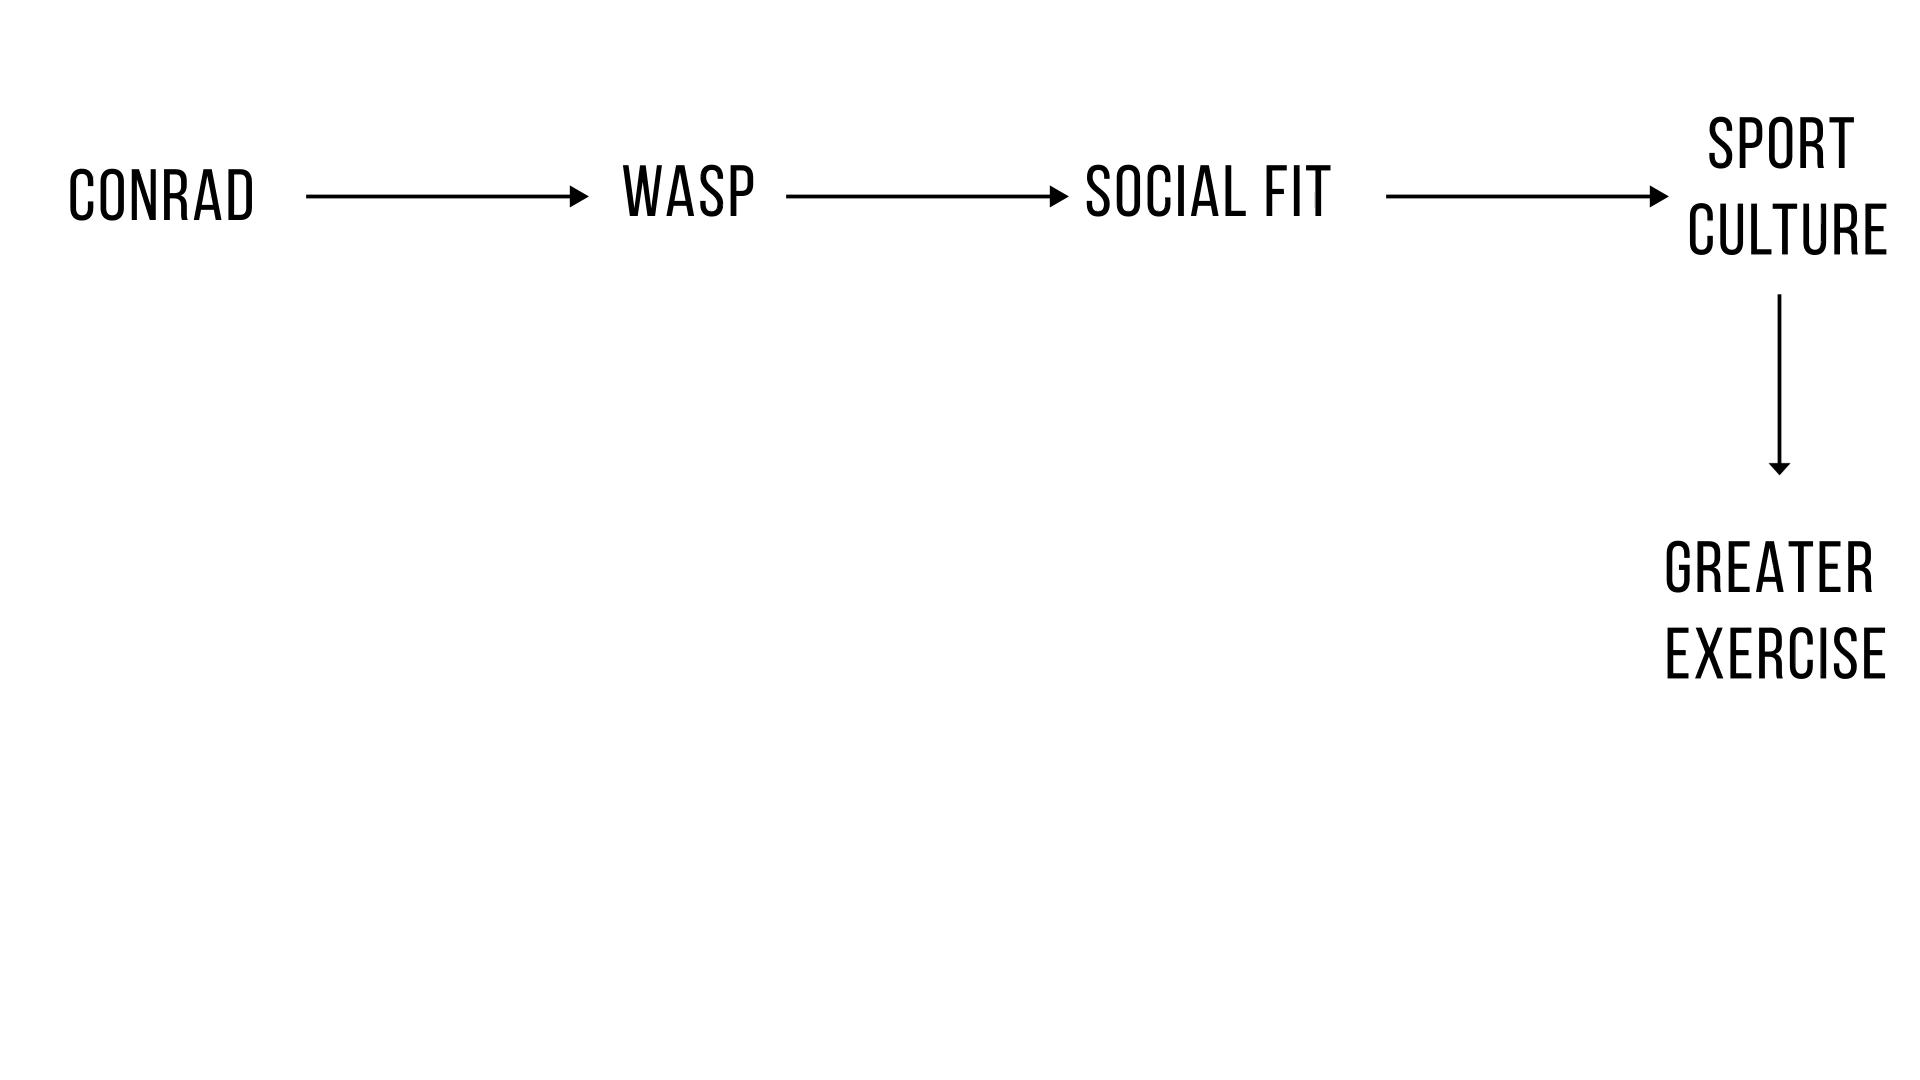 CONRAD
WASP
SOCIAL FIT
SPORT
CULTURE
GREATER
EXERCISE